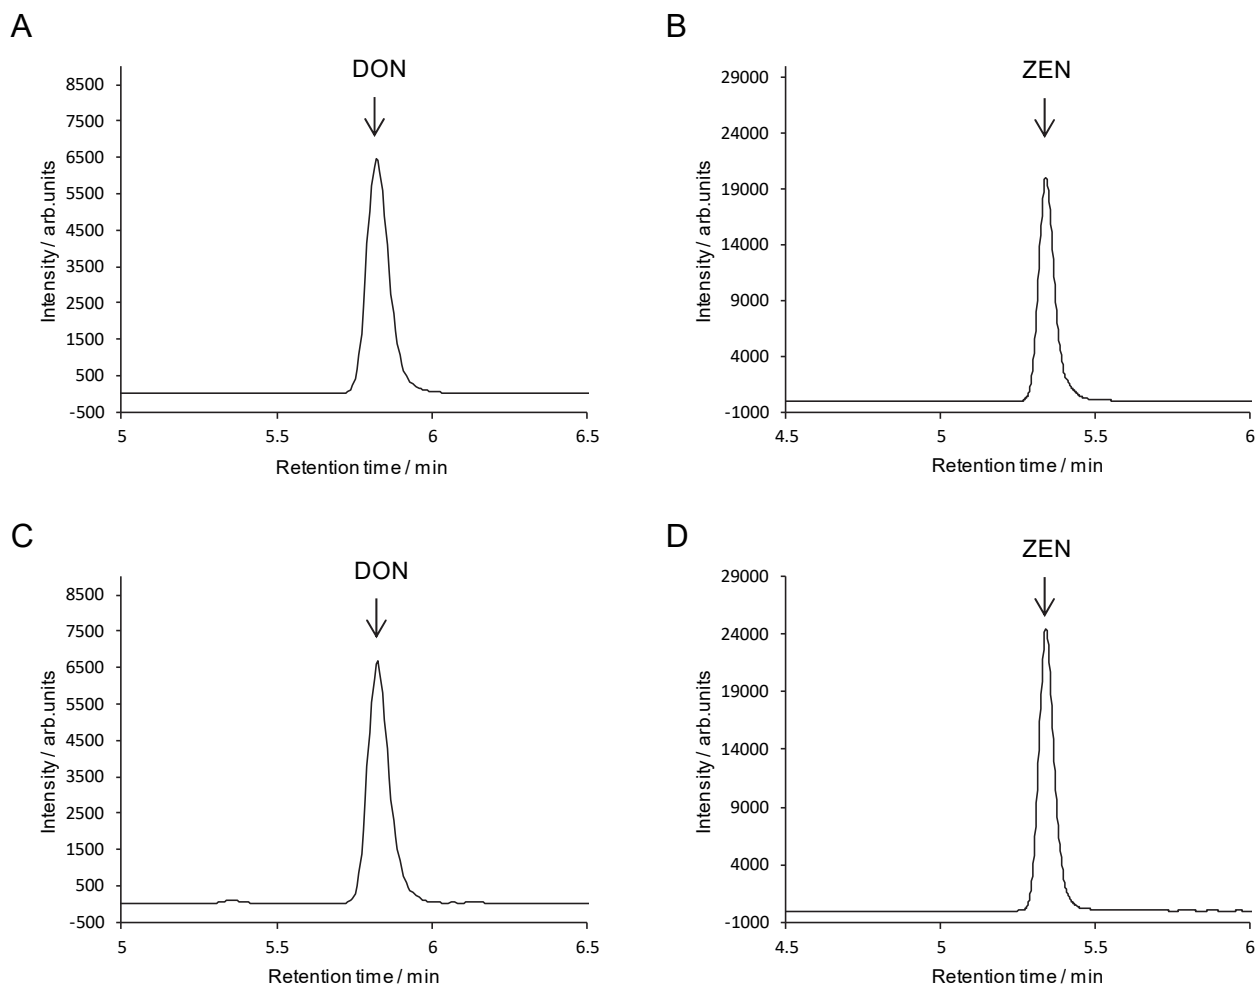 A
DON
8500
7500
6500
5500
4500
3500
2500
1500
500
-500
Intensity / arb.units
5 5.5 6 6.5
Retention time / min
B
ZEN
29000
24000
19000
14000
9000
4000
-1000
Intensity / arb.units
4.5 5 5.5 6
Retention time / min
C
DON
8500
7500
6500
5500
4500
3500
2500
1500
500
-500
Intensity / arb.units
5 5.5 6 6.5
Retention time / min
D
ZEN
29000
24000
19000
14000
9000
4000
-1000
Intensity / arb.units
4.5 5 5.5 6
Retention time / min